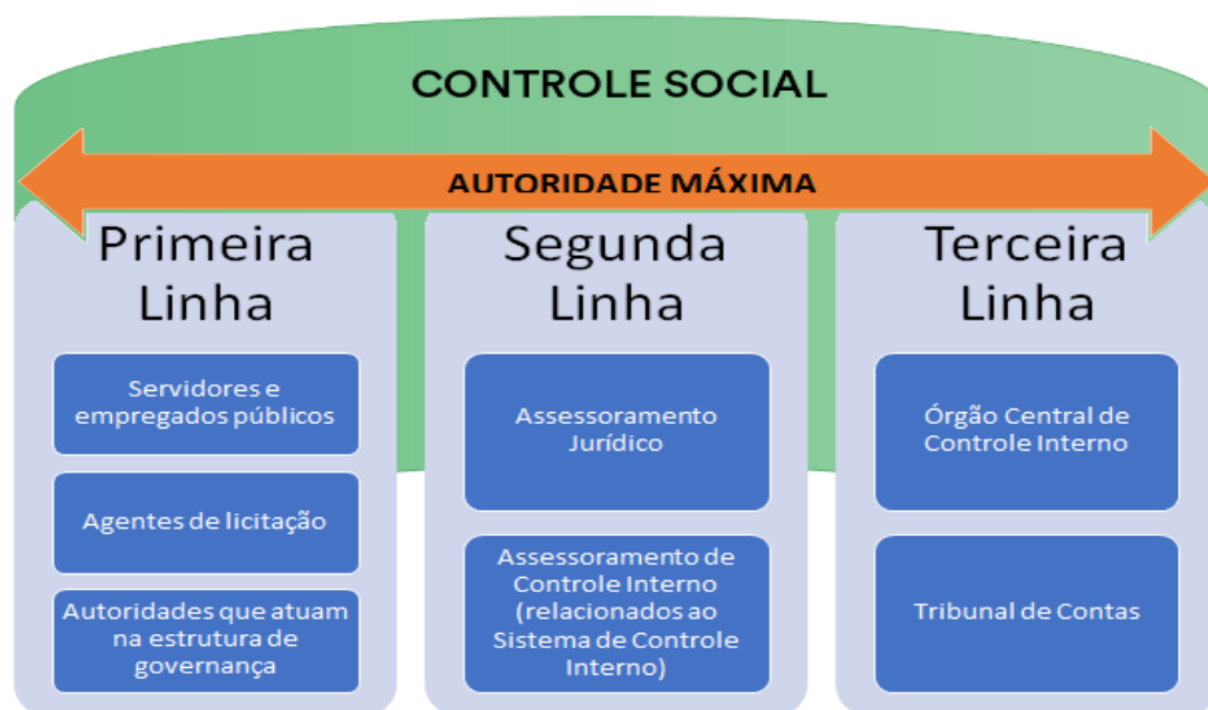 CONTROLE SOCIAL
AUTORIDADE MÁXIMA
Primeira
Linha
Servidores e
empregados públicos
Agentes de licitação
Autoridades que atuam
na estrutura de
governança
Segunda
Linha
Assessoramento
Jurídico
Assessoramento de
Controle Interno
(relacionados ao
Sistema de Controle
Interno)
Terceira
Linha
Órgão Central de
Controle Interno
Tribunal de Contas